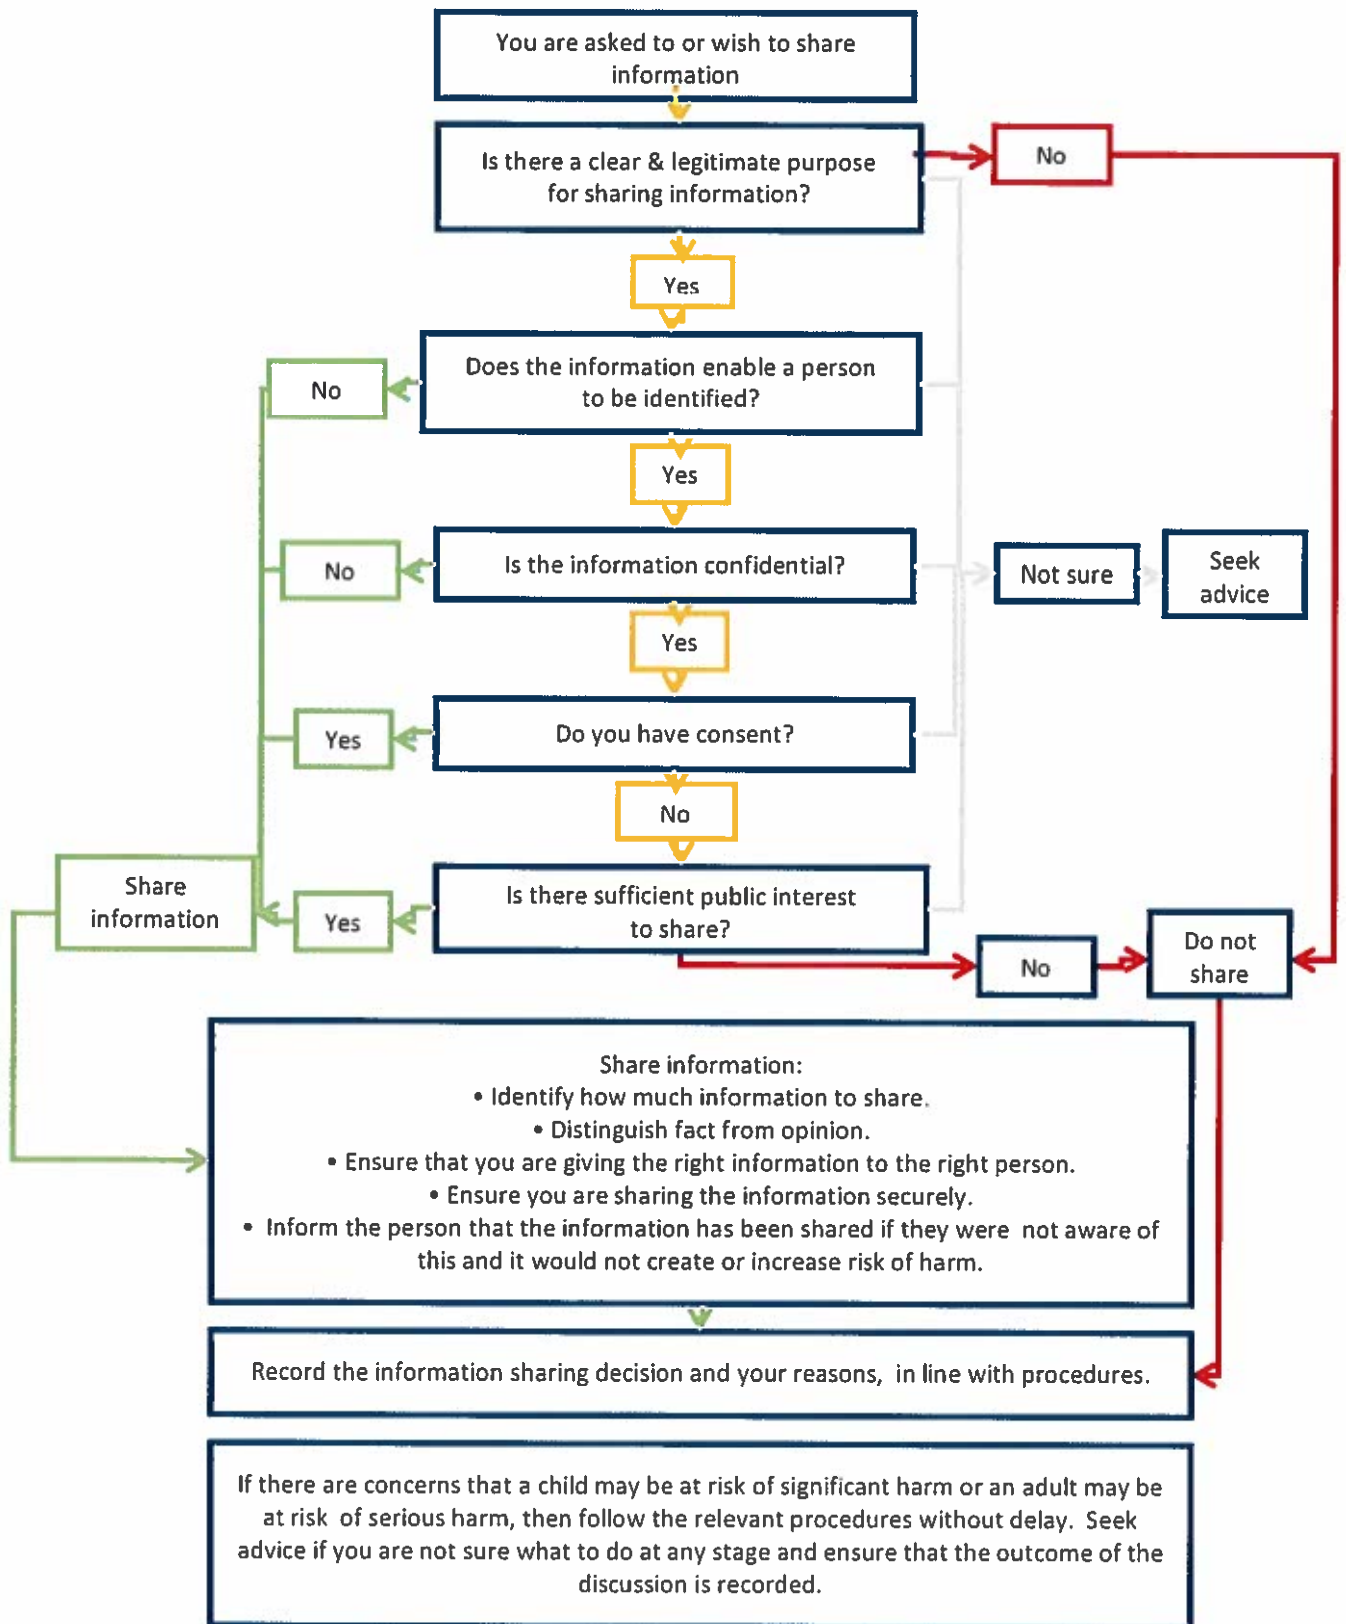 You are asked to or wish to share
information
Is there a clear & legitimate purpose
for sharing information?
No
Yes
Does the information enable a person
to be identified?
No
Yes
Is the information confidential?
No
Not sure
Seek
advice
Yes
Do you have consent?
Yes
No
Is there sufficient public interest
to share?
Yes
Share
information
No
Do not
share
Share information:
• Identify how much information to share.
• Distinguish fact from opinion.
• Ensure that you are giving the right information to the right person.
• Ensure you are sharing the information securely.
• Inform the person that the information has been shared if they were not aware of
this and it would not create or increase risk of harm.
Record the information sharing decision and your reasons, in line with procedures.
If there are concerns that a child may be at risk of significant harm or an adult may be
at risk of serious harm, then follow the relevant procedures without delay. Seek
advice if you are not sure what to do at any stage and ensure that the outcome of the
discussion is recorded.